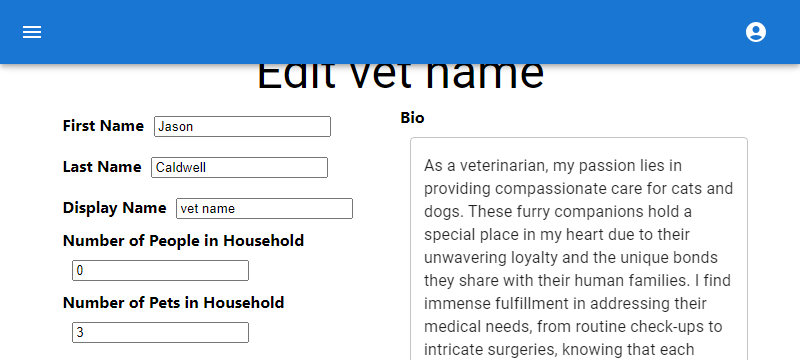 Edit vet name
First Name Jason
Last Name Caldwell
Display Name vet name
Number of People in Household
0
Number of Pets in Household
3
Bio
As a veterinarian, my passion lies in
providing compassionate care for cats and
dogs. These furry companions hold a
special place in my heart due to their
unwavering loyalty and the unique bonds
they share with their human families. I find
immense fulfillment in addressing their
medical needs, from routine check-ups to
intricate surgeries, knowing that each